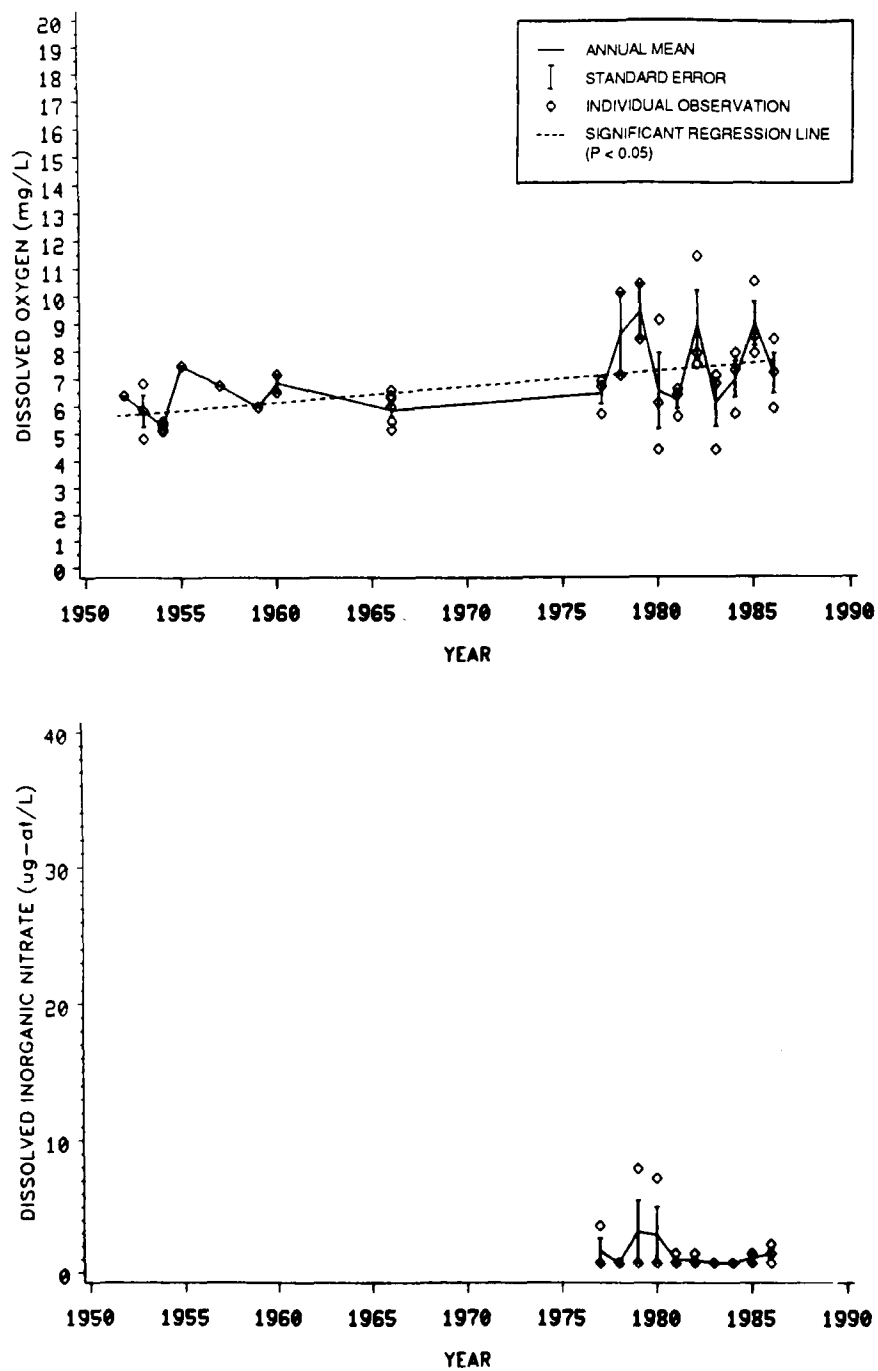 ANNUAL MEAN
STANDARD ERROR
INDIVIDUAL OBSERVATION
SIGNIFICANT REGRESSION LINE
(P < 0.05)
DISSOLVED OXYGEN (mg/L)
20
19
18
17
16
15
14
13
12
11
10
9
8
7
6
5
4
3
2
1
0
1950 1955 1960 1965 1970 1975 1980 1985 1990
YEAR
DISSOLVED INORGANIC NITRATE (ug-at/L)
40
30
20
10
0
1950 1955 1960 1965 1970 1975 1980 1985 1990
YEAR